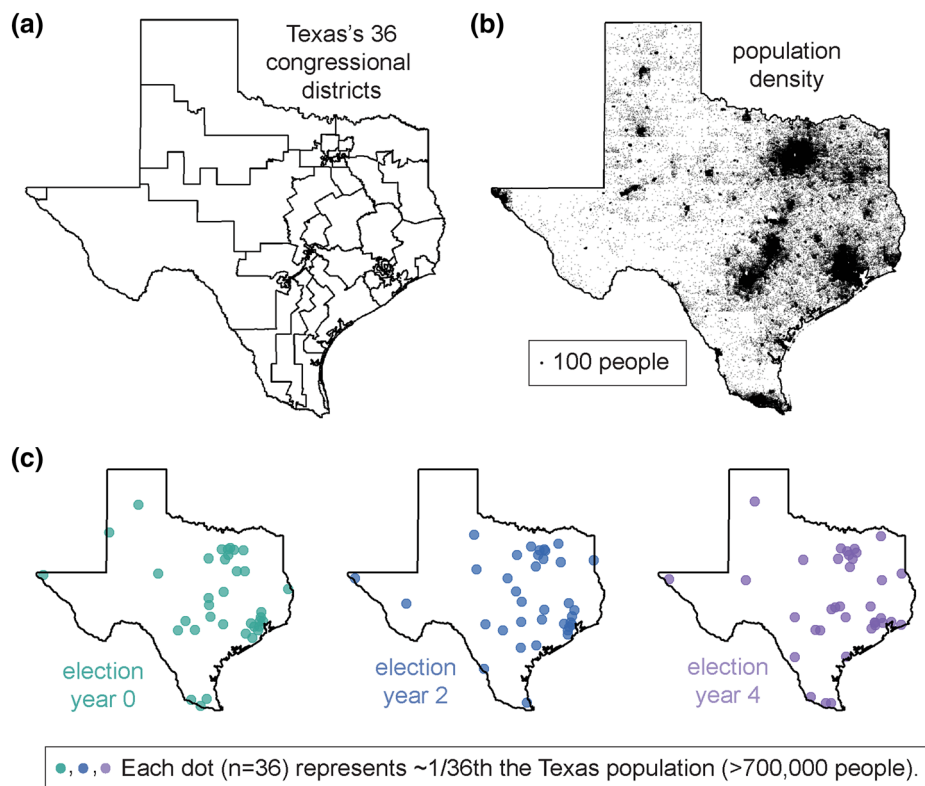 (a)
Texas's 36
congressional
districts
(b)
population
density
· 100 people
(c)
election
year 0
election
year 2
election
year 4
, , Each dot (n=36) represents ~1/36th the Texas population (>700,000 people).